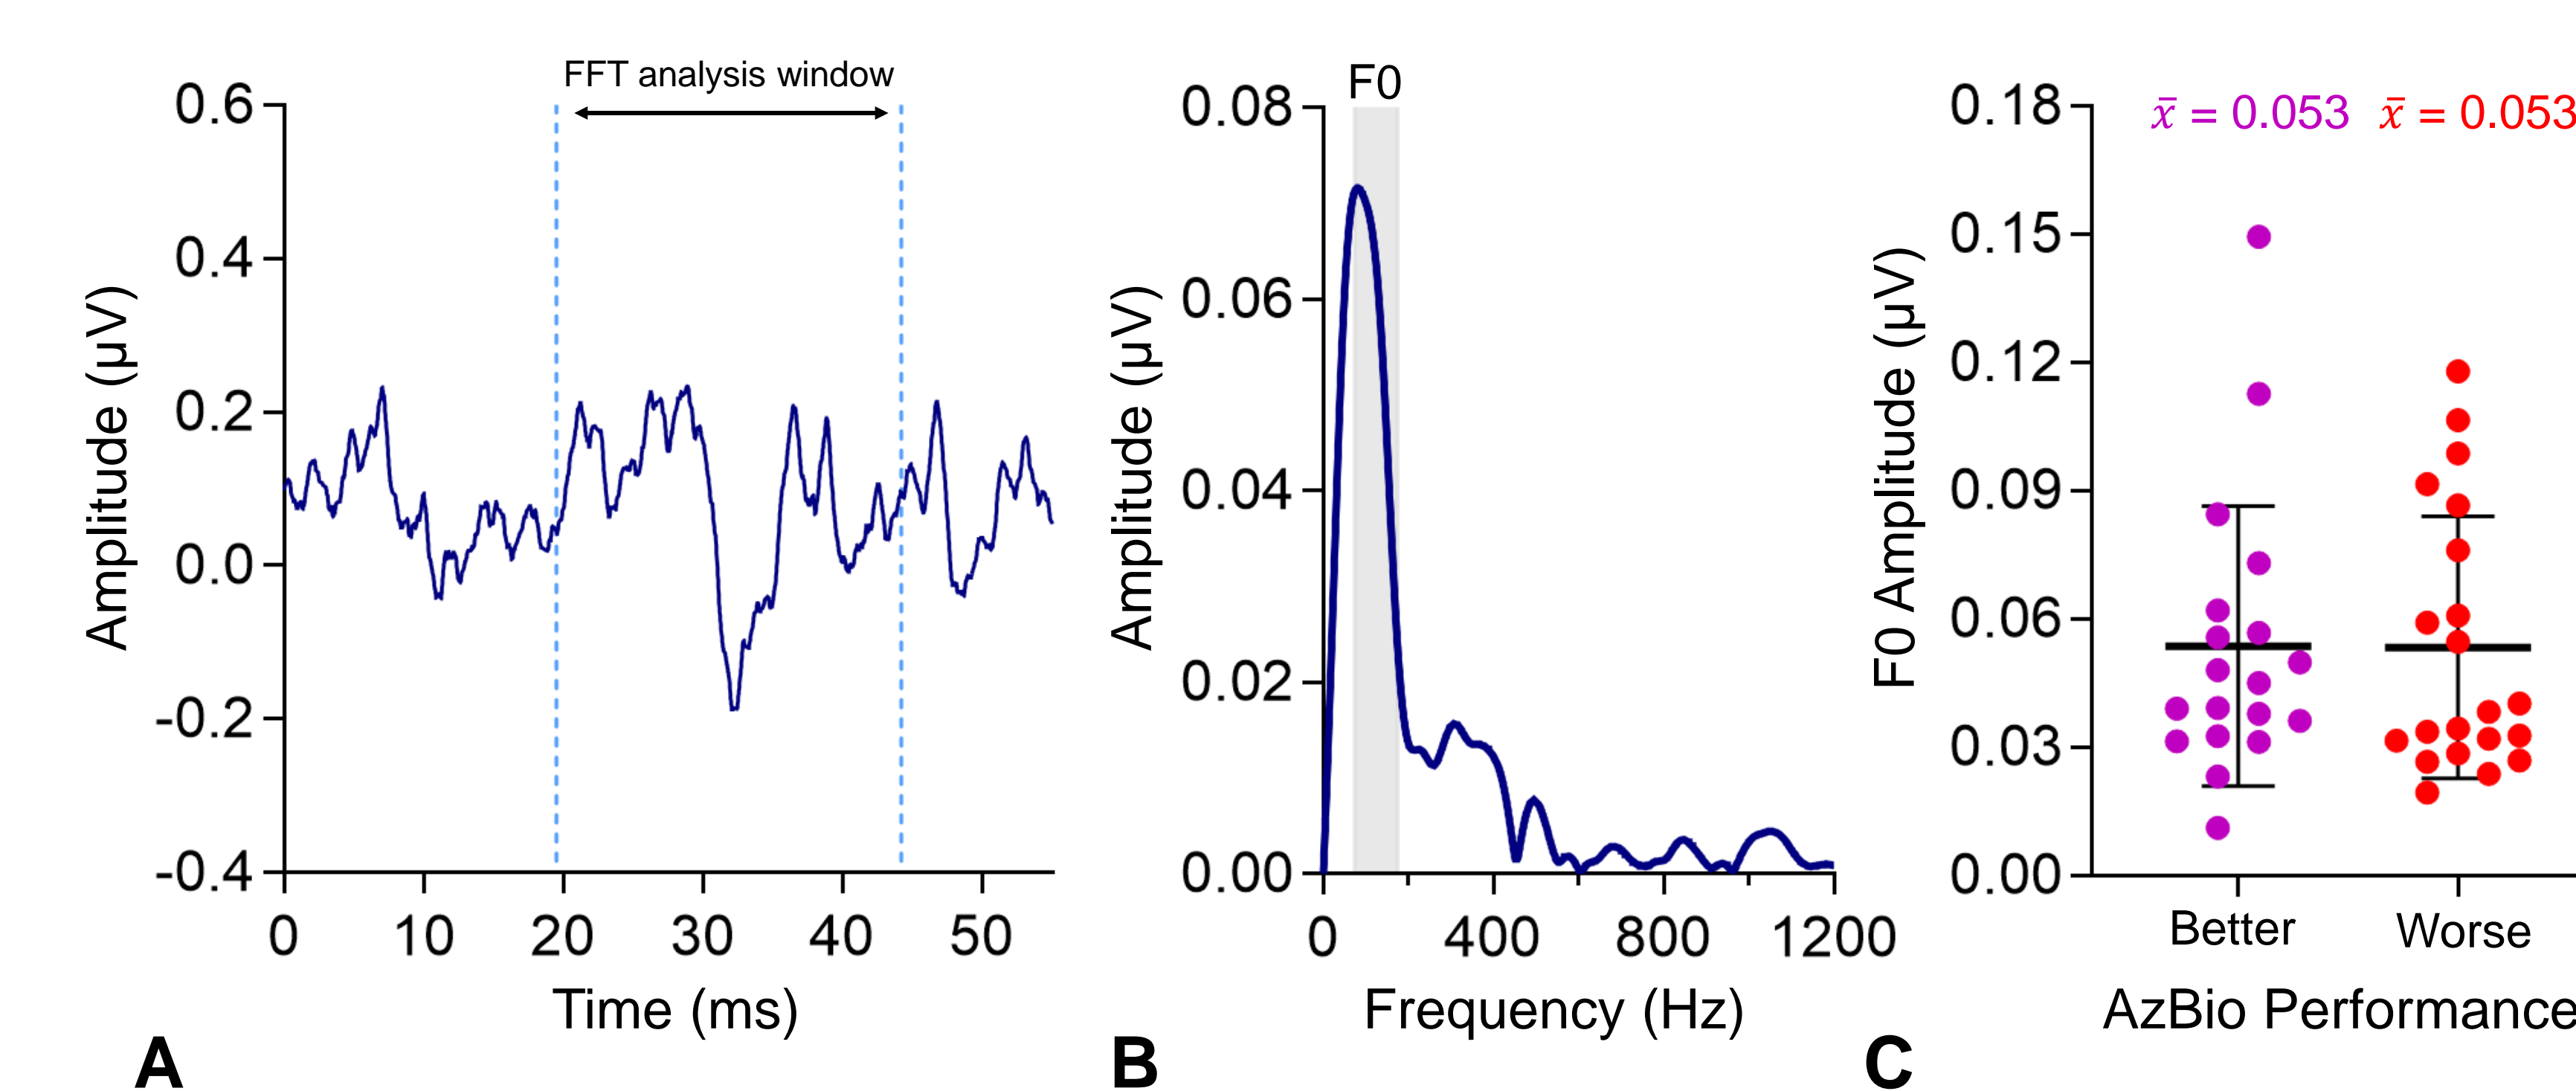 FFT analysis window
0.6
0.4
0.2
0.0
-0.2
-0.4
Amplitude (µV)
0 10 20 30 40 50
Time (ms)
A
F0
0.08
0.06
0.04
0.02
0.00
Amplitude (µV)
0 400 800 1200
Frequency (Hz)
B
x̄ = 0.053 x̄ = 0.053
0.18
0.15
0.12
0.09
0.06
0.03
0.00
F0 Amplitude (µV)
Better Worse
AzBio Performance
C